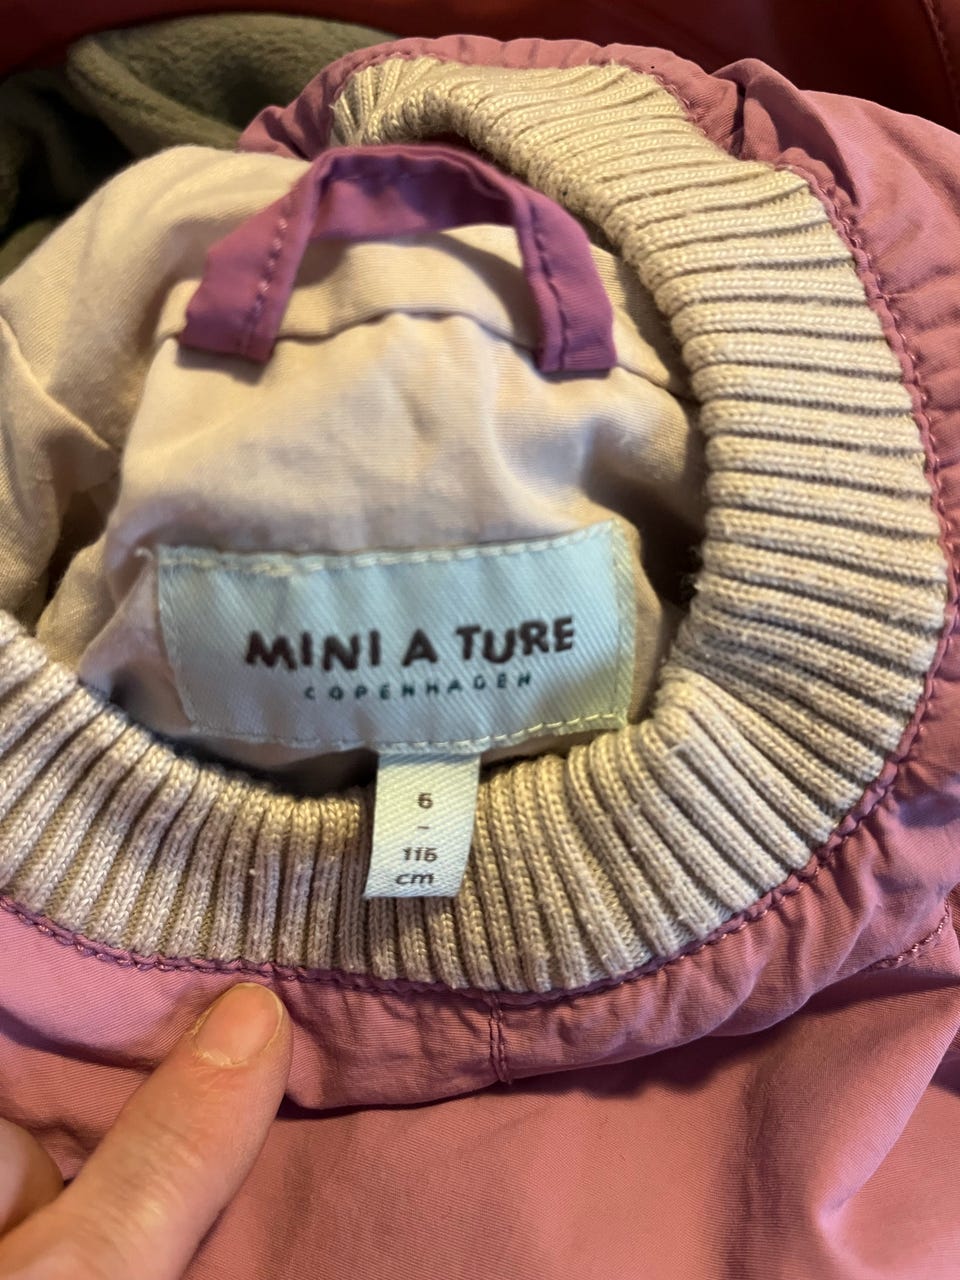 MINI A TURE
COPENHAGEN
6
-
116
cm